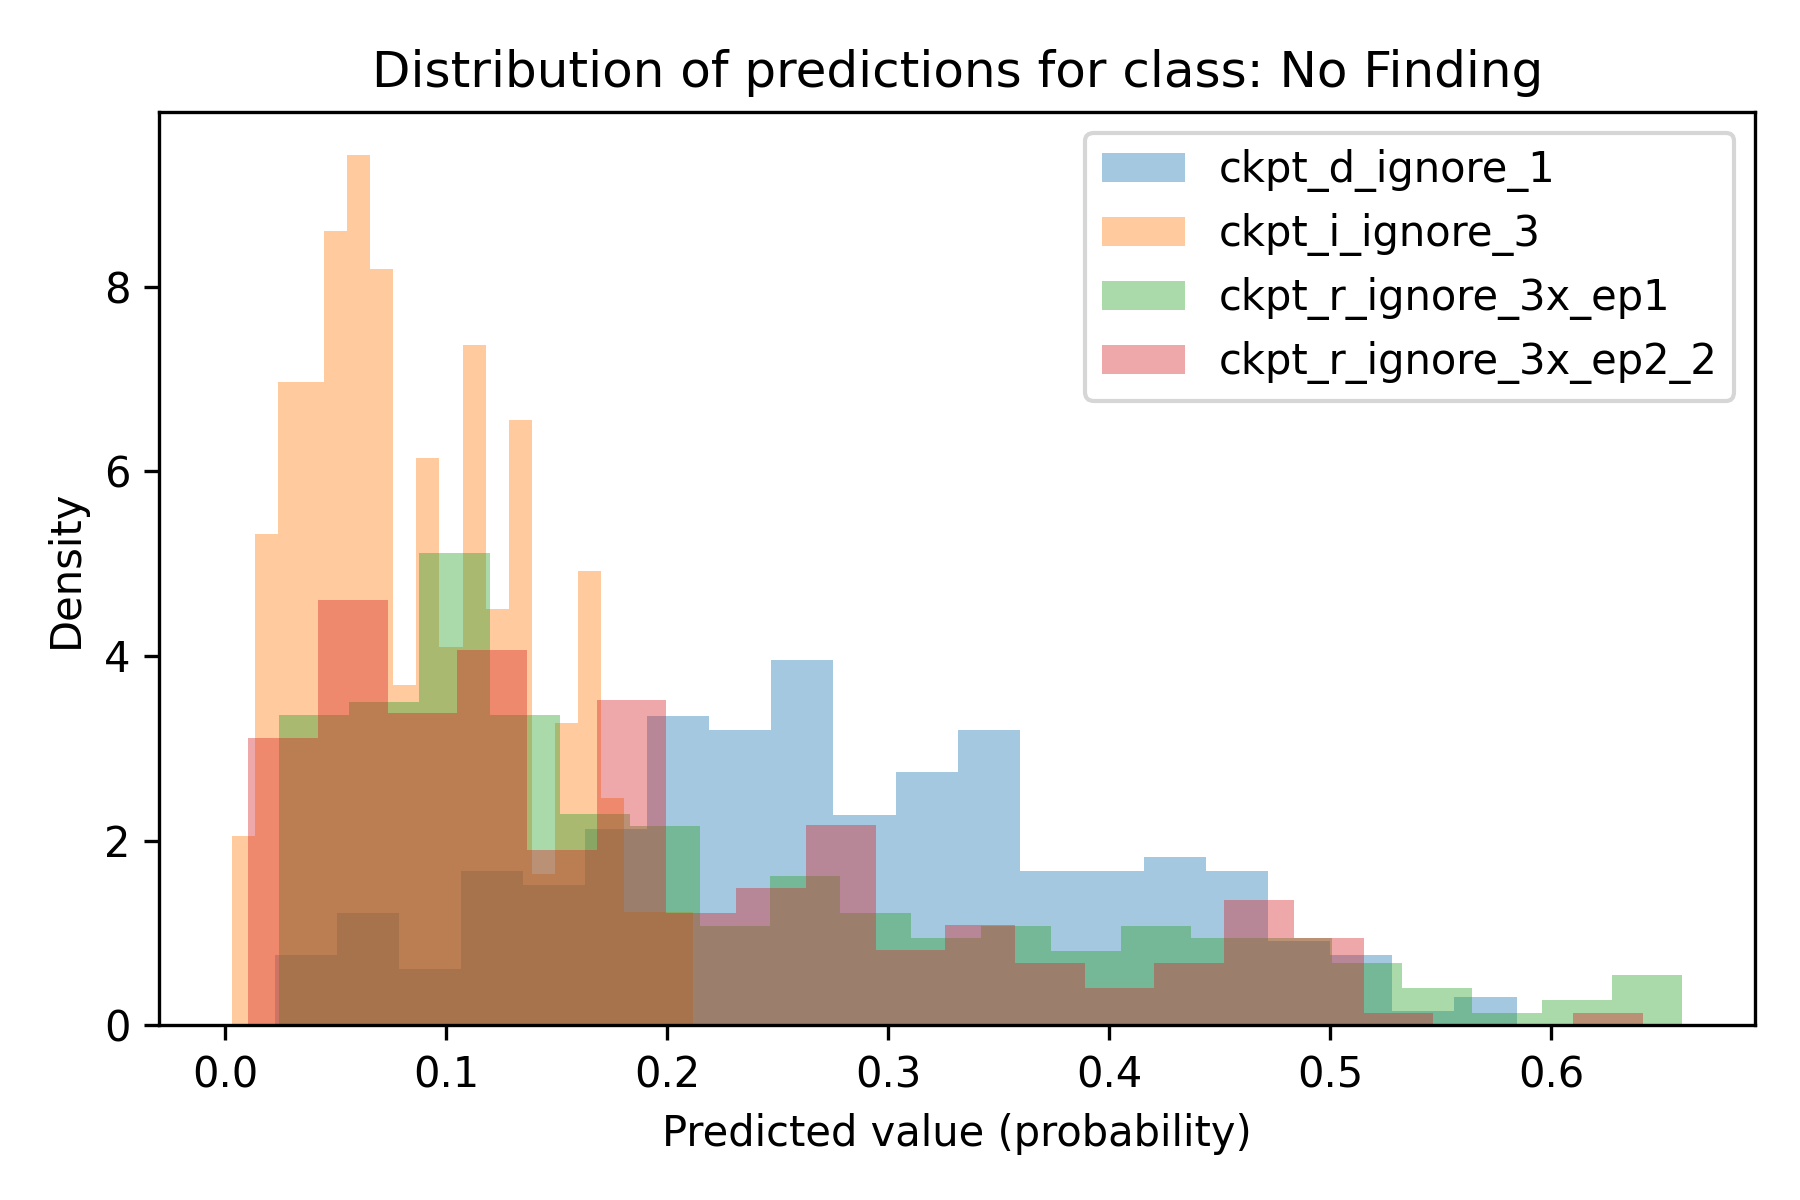 Distribution of predictions for class: No Finding
ckpt_d_ignore_1
ckpt_i_ignore_3
ckpt_r_ignore_3x_ep1
ckpt_r_ignore_3x_ep2_2
Density
8
6
4
2
0
0.0 0.1 0.2 0.3 0.4 0.5 0.6
Predicted value (probability)